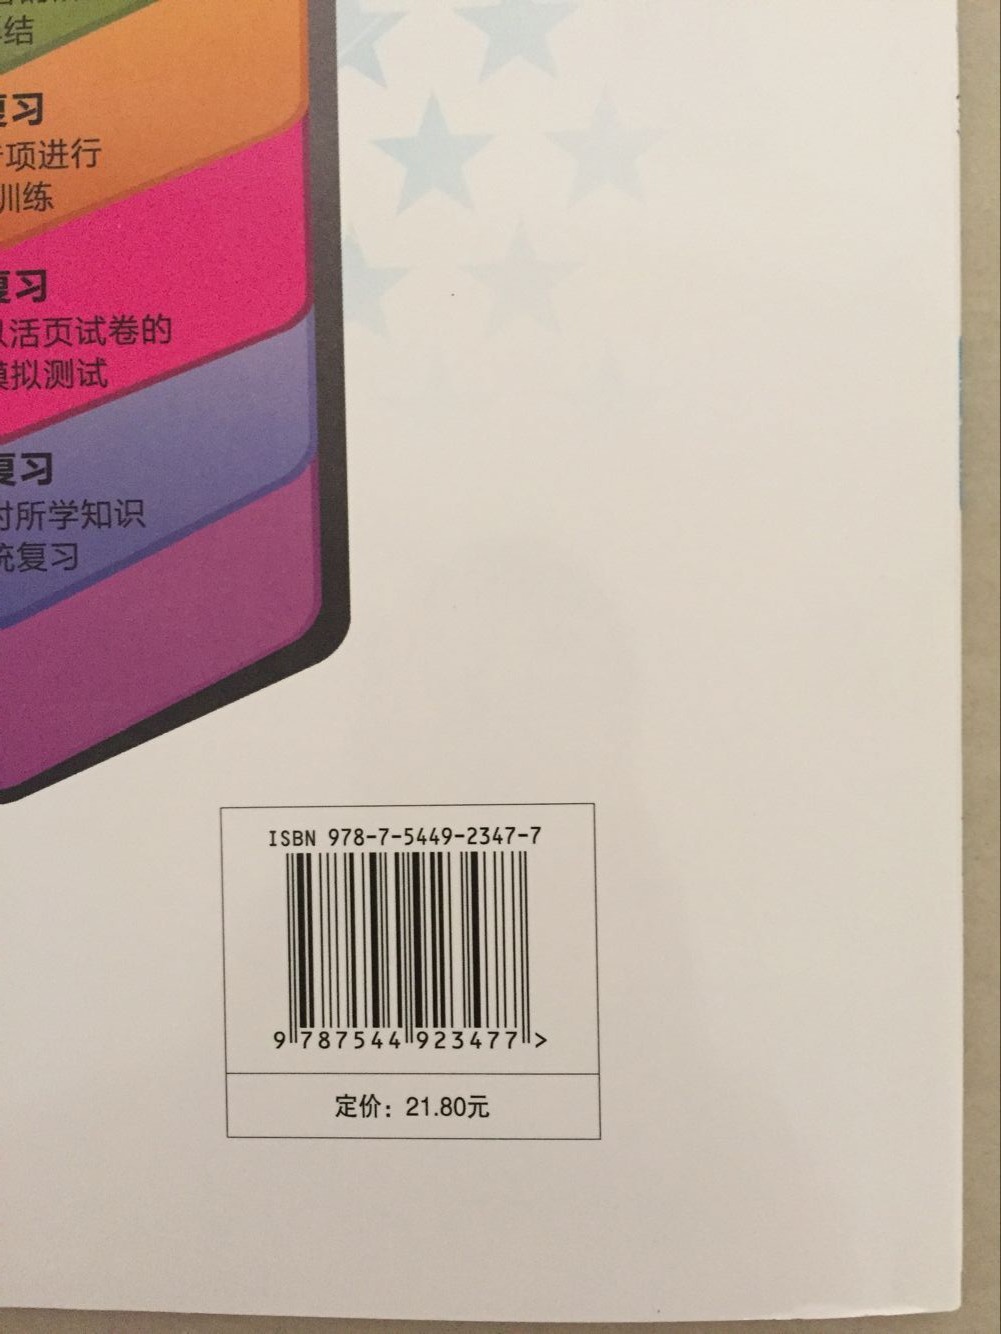 结
复习
项进行
训练
复习
以活页试卷的
模拟测试
复习
对所学知识
统复习
ISBN 978-7-5449-2347-7
9 787544 923477 >
定价：21.80元